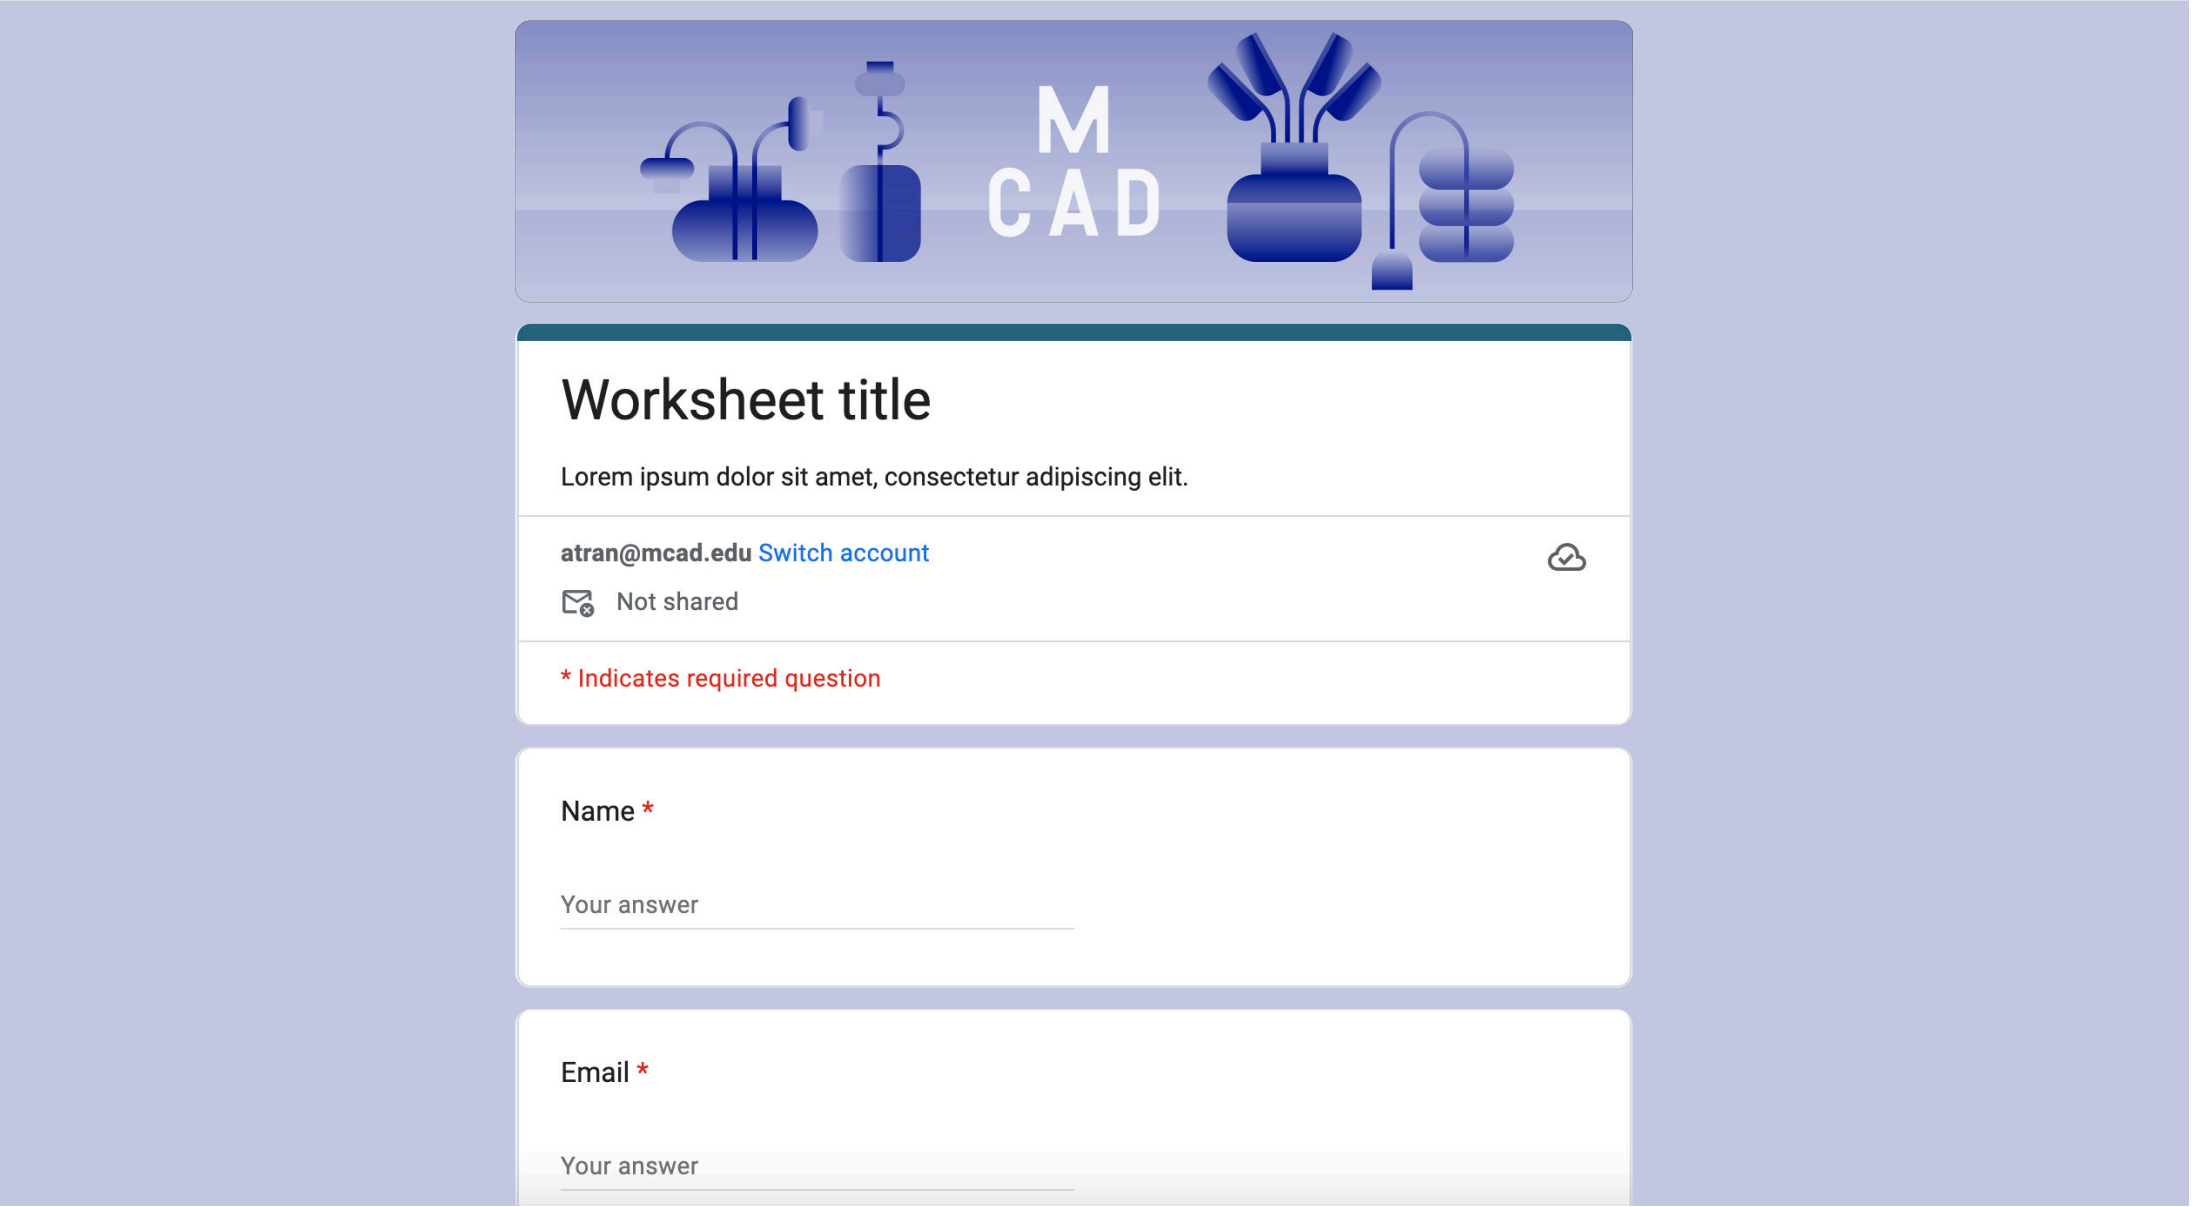 M
CAD
Worksheet title
Lorem ipsum dolor sit amet, consectetur adipiscing elit.
atran@mcad.edu Switch account
Not shared
* Indicates required question
Name *
Your answer
Email *
Your answer